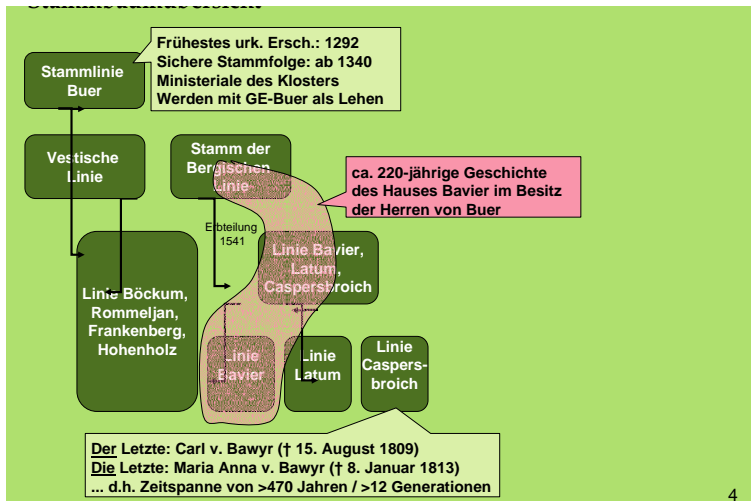 Stammbaumübersicht
Frühestes urk. Ersch.: 1292
Sichere Stammfolge: ab 1340
Ministeriale des Klosters
Werden mit GE-Buer als Lehen
Stammlinie
Buer
Vestische
Linie
Stamm der
Bergischen
Linie
ca. 220-jährige Geschichte
des Hauses Bavier im Besitz
der Herren von Buer
Erbteilung
1541
Linie Bavier,
Latum,
Caspersbroich
Linie Böckum,
Rommeljan,
Frankenberg,
Hohenholz
Linie
Bavier
Linie
Latum
Linie
Caspers-
broich
Der Letzte: Carl v. Bawyr († 15. August 1809)
Die Letzte: Maria Anna v. Bawyr († 8. Januar 1813)
... d.h. Zeitspanne von >470 Jahren / >12 Generationen
4